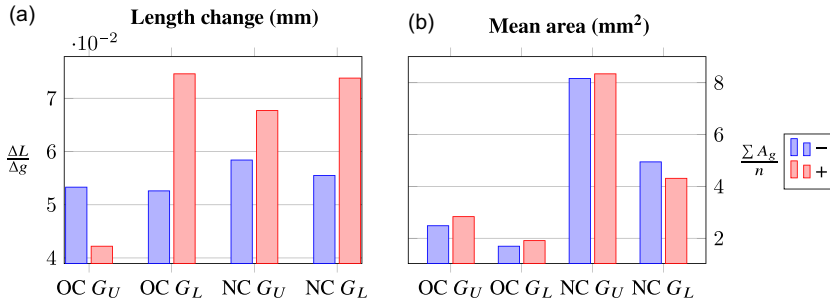 (a) Length change (mm)
·10⁻²
7
6
5
4
ΔL/Δg
OC G_U OC G_L NC G_U NC G_L
(b) Mean area (mm²)
8
6
4
2
∑ A_g/n
OC G_U OC G_L NC G_U NC G_L
−
+